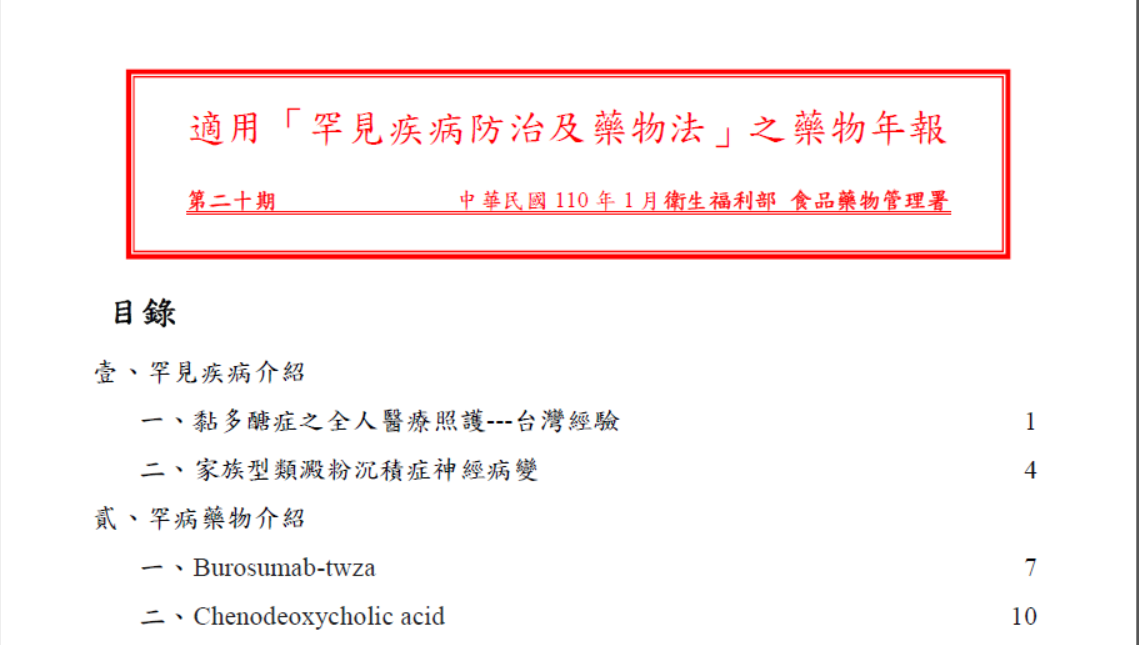 適用「罕見疾病防治及藥物法」之藥物年報
第二十期 中華民國 110 年 1 月衛生福利部 食品藥物管理署
目錄
壹、罕見疾病介紹
一、黏多醣症之全人醫療照護---台灣經驗 1
二、家族型類澱粉沉積症神經病變 4
貳、罕病藥物介紹
一、Burosumab-twza 7
二、Chenodeoxycholic acid 10